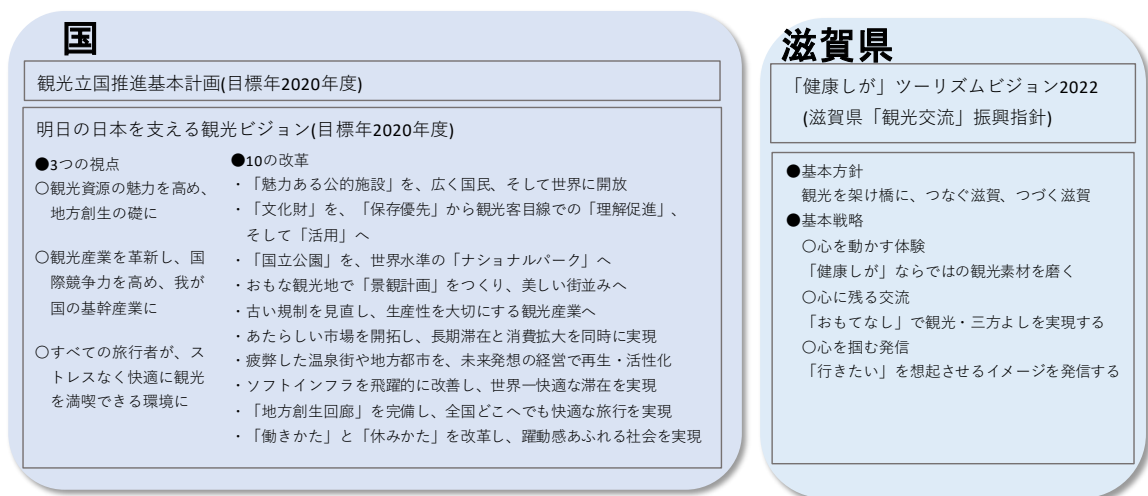 国
観光立国推進基本計画(目標年2020年度)
明日の日本を支える観光ビジョン(目標年2020年度)
●3つの視点
〇観光資源の魅力を高め、
地方創生の礎に
〇観光産業を革新し、国
際競争力を高め、我が
国の基幹産業に
〇すべての旅行者が、ス
トレスなく快適に観光
を満喫できる環境に
●10の改革
・「魅力ある公的施設」を、広く国民、そして世界に開放
・「文化財」を、「保存優先」から観光客目線での「理解促進」、
そして「活用」へ
・「国立公園」を、世界水準の「ナショナルパーク」へ
・おもな観光地で「景観計画」をつくり、美しい街並みへ
・古い規制を見直し、生産性を大切にする観光産業へ
・あたらしい市場を開拓し、長期滞在と消費拡大を同時に実現
・疲弊した温泉街や地方都市を、未来発想の経営で再生・活性化
・ソフトインフラを飛躍的に改善し、世界一快適な滞在を実現
・「地方創生回廊」を完備し、全国どこへでも快適な旅行を実現
・「働きかた」と「休みかた」を改革し、躍動感あふれる社会を実現
滋賀県
「健康しが」ツーリズムビジョン2022
(滋賀県「観光交流」振興指針)
●基本方針
観光を架け橋に、つなぐ滋賀、つづく滋賀
●基本戦略
〇心を動かす体験
「健康しが」ならではの観光素材を磨く
〇心に残る交流
「おもてなし」で観光・三方よしを実現する
〇心を掴む発信
「行きたい」を想起させるイメージを発信する